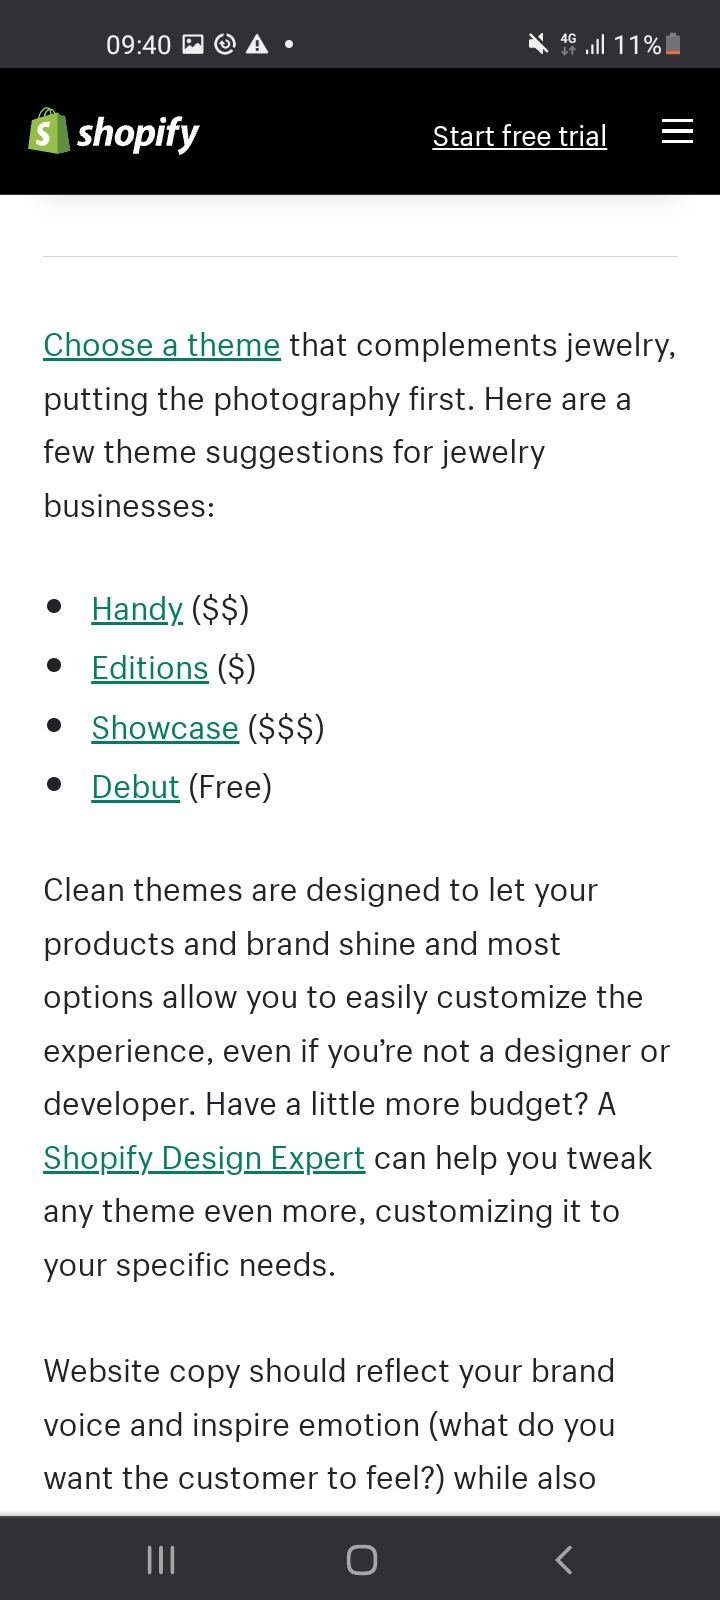 09:40
4G
11%
shopify
Start free trial
Choose a theme that complements jewelry,
putting the photography first. Here are a
few theme suggestions for jewelry
businesses:
• Handy ($$)
• Editions ($)
• Showcase ($$$)
• Debut (Free)
Clean themes are designed to let your
products and brand shine and most
options allow you to easily customize the
experience, even if you’re not a designer or
developer. Have a little more budget? A
Shopify Design Expert can help you tweak
any theme even more, customizing it to
your specific needs.
Website copy should reflect your brand
voice and inspire emotion (what do you
want the customer to feel?) while also